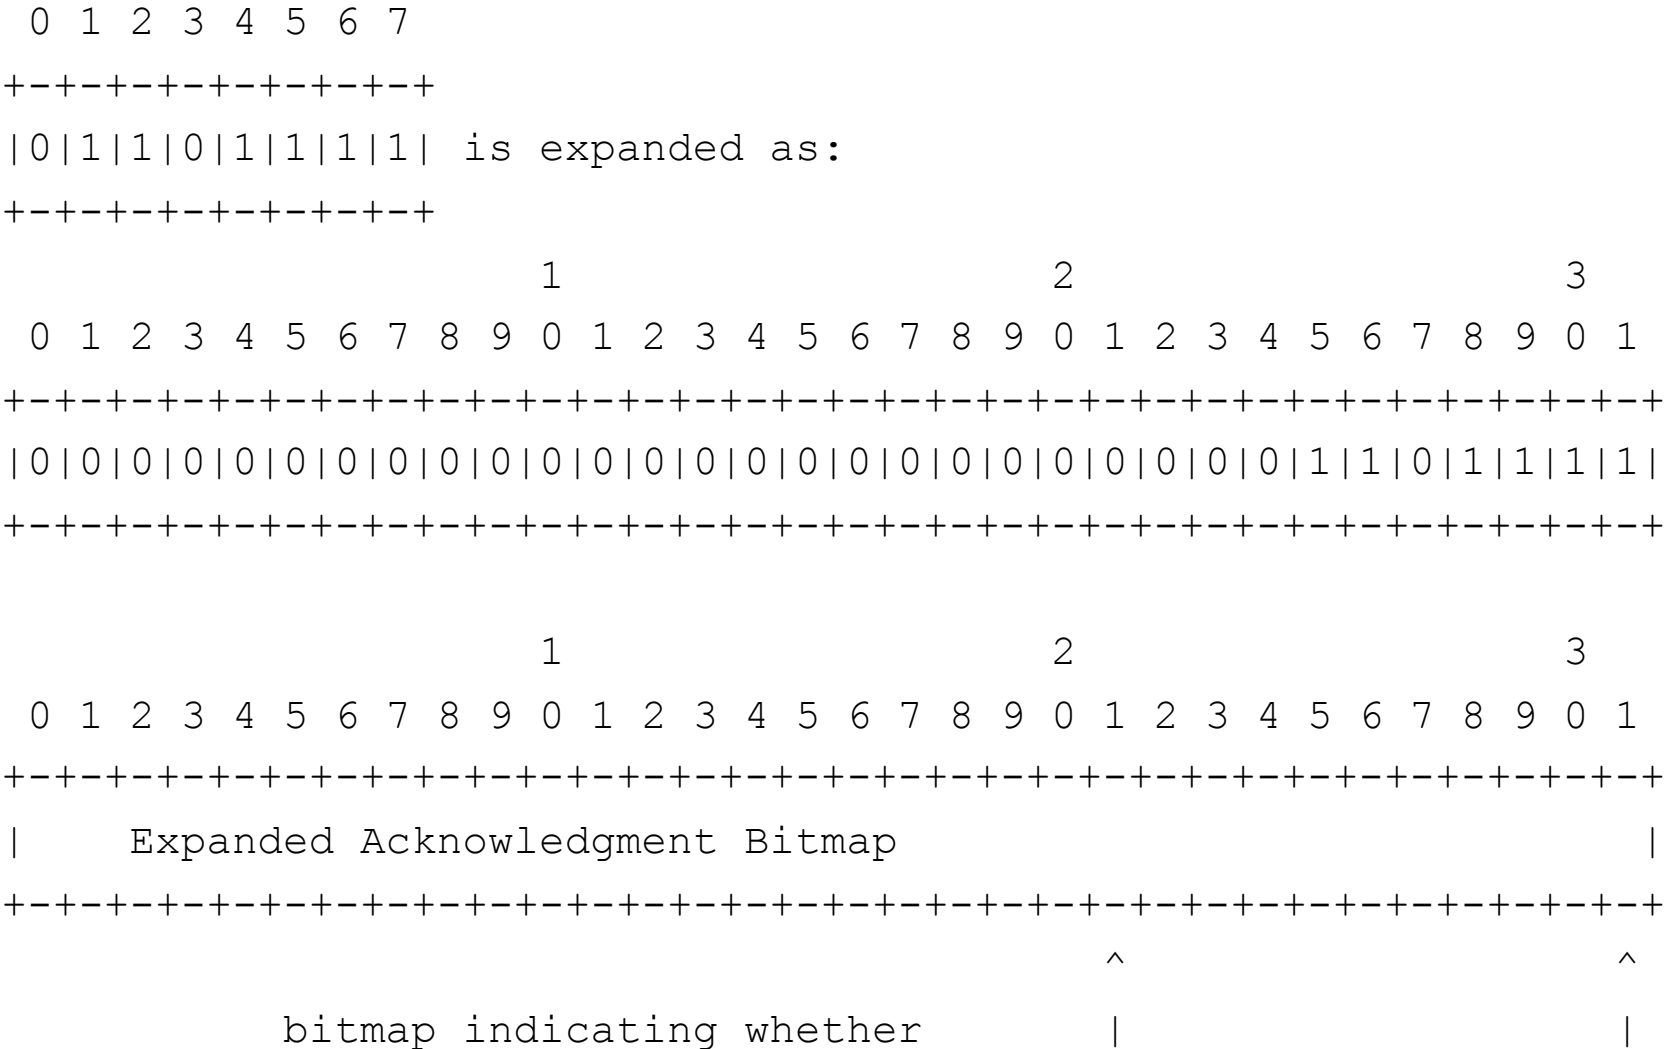 0 1 2 3 4 5 6 7
+-+-+-+-+-+-+-+-+
|0|1|1|0|1|1|1|1| is expanded as:
+-+-+-+-+-+-+-+-+
                     1                   2                   3
 0 1 2 3 4 5 6 7 8 9 0 1 2 3 4 5 6 7 8 9 0 1 2 3 4 5 6 7 8 9 0 1
+-+-+-+-+-+-+-+-+-+-+-+-+-+-+-+-+-+-+-+-+-+-+-+-+-+-+-+-+-+-+-+-+
|0|0|0|0|0|0|0|0|0|0|0|0|0|0|0|0|0|0|0|0|0|0|0|0|0|1|1|0|1|1|1|1|
+-+-+-+-+-+-+-+-+-+-+-+-+-+-+-+-+-+-+-+-+-+-+-+-+-+-+-+-+-+-+-+-+
                     1                   2                   3
 0 1 2 3 4 5 6 7 8 9 0 1 2 3 4 5 6 7 8 9 0 1 2 3 4 5 6 7 8 9 0 1
+-+-+-+-+-+-+-+-+-+-+-+-+-+-+-+-+-+-+-+-+-+-+-+-+-+-+-+-+-+-+-+-+
|    Expanded Acknowledgment Bitmap                             |
+-+-+-+-+-+-+-+-+-+-+-+-+-+-+-+-+-+-+-+-+-+-+-+-+-+-+-+-+-+-+-+-+
                                           ^                   ^
           bitmap indicating whether       |                   |